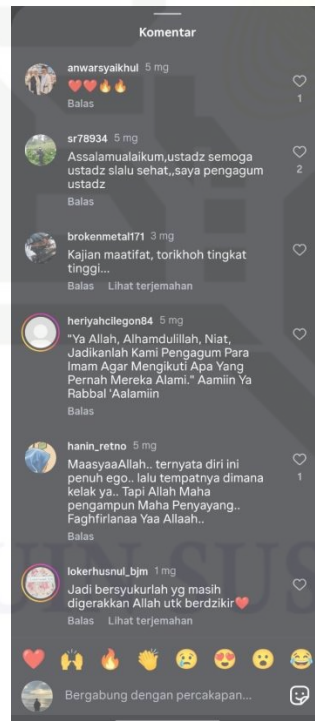 Komentar
anwarsyaikhul 5 mg
❤️❤️🔥🔥
1
Balas
sr78934 5 mg
Assalamualaikum,ustadz semoga
ustadz slalu sehat,,saya pengagum
ustadz
2
Balas
brokenmetal171 3 mg
Kajian maatifat, torikhoh tingkat
tinggi...
Balas Lihat terjemahan
heriyahcilegon84 5 mg
"Ya Allah, Alhamdulillah, Niat,
Jadikanlah Kami Pengagum Para
Imam Agar Mengikuti Apa Yang
Pernah Mereka Alami." Aamiin Ya
Rabbal 'Aalamiin
Balas
hanin_retno 5 mg
MaasyaaAllah.. ternyata diri ini
penuh ego.. lalu tempatnya dimana
kelak ya.. Tapi Allah Maha
pengampun Maha Penyayang..
Faghfirlanaa Yaa Allaah..
1
Balas
lokerhusnul_bjm 1 mg
Jadi bersyukurlah yg masih
digerakkan Allah utk berdzikir❤️
Balas Lihat terjemahan
UIN SUS
❤️🙌🔥👏😢😍😮😂
Bergabung dengan percakapan...